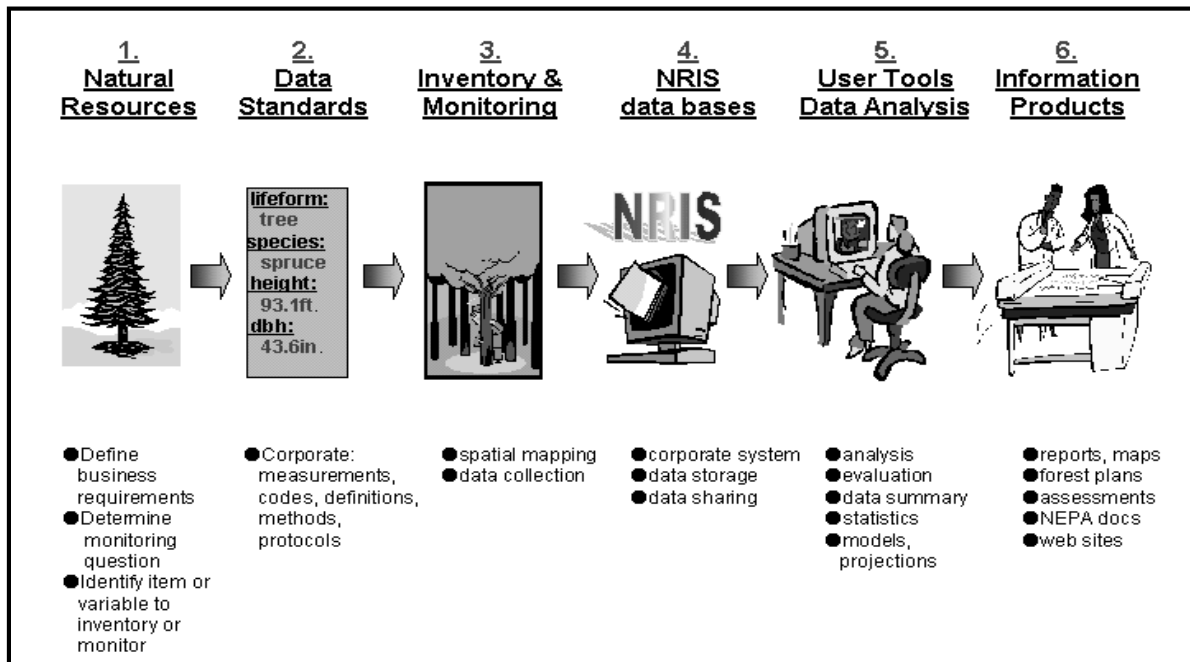 1.
Natural
Resources
2.
Data
Standards
3.
Inventory &
Monitoring
4.
NRIS
data bases
5.
User Tools
Data Analysis
6.
Information
Products
lifeform:
tree
species:
spruce
height:
93.1ft.
dbh:
43.6in.
NRIS
●Define
business
requirements
●Determine
monitoring
question
●Identify item or
variable to
inventory or
monitor
●Corporate:
measurements,
codes, definitions,
methods,
protocols
●spatial mapping
●data collection
●corporate system
●data storage
●data sharing
●analysis
●evaluation
●data summary
●statistics
●models,
projections
●reports, maps
●forest plans
●assessments
●NEPA docs
●web sites